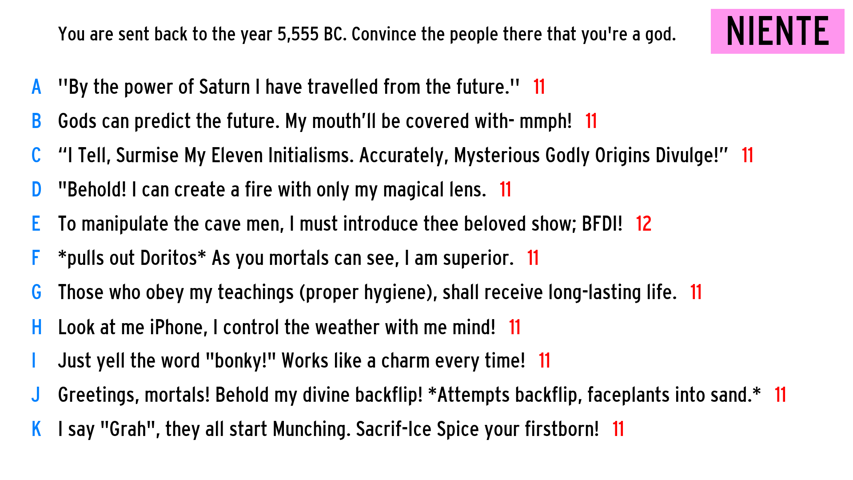 You are sent back to the year 5,555 BC. Convince the people there that you're a god.
NIENTE
A "By the power of Saturn I have travelled from the future." 11
B Gods can predict the future. My mouth’ll be covered with- mmph! 11
C “I Tell, Surmise My Eleven Initialisms. Accurately, Mysterious Godly Origins Divulge!” 11
D "Behold! I can create a fire with only my magical lens. 11
E To manipulate the cave men, I must introduce thee beloved show; BFDI! 12
F *pulls out Doritos* As you mortals can see, I am superior. 11
G Those who obey my teachings (proper hygiene), shall receive long-lasting life. 11
H Look at me iPhone, I control the weather with me mind! 11
I Just yell the word "bonky!" Works like a charm every time! 11
J Greetings, mortals! Behold my divine backflip! *Attempts backflip, faceplants into sand.* 11
K I say "Grah", they all start Munching. Sacrif-Ice Spice your firstborn! 11